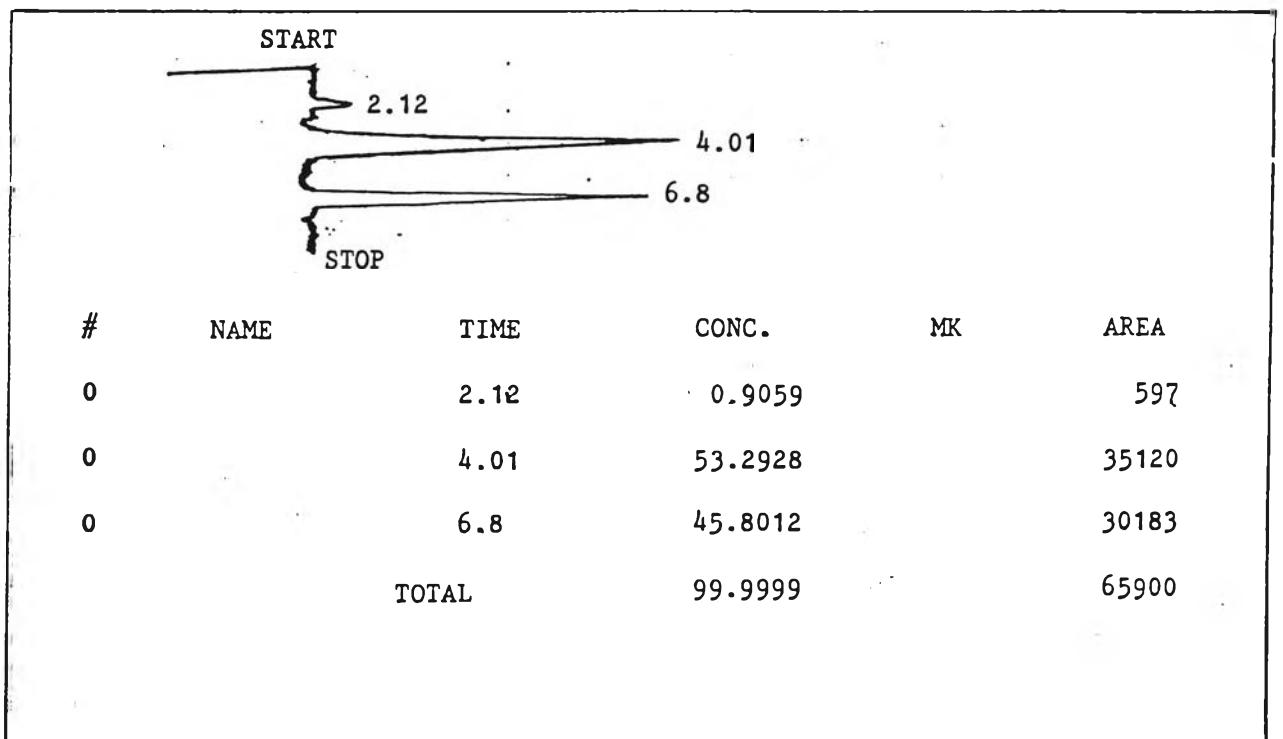 START
2.12
4.01
6.8
STOP
# NAME TIME CONC. MK AREA
0 2.12 0.9059 597
0 4.01 53.2928 35120
0 6.8 45.8012 30183
TOTAL 99.9999 65900